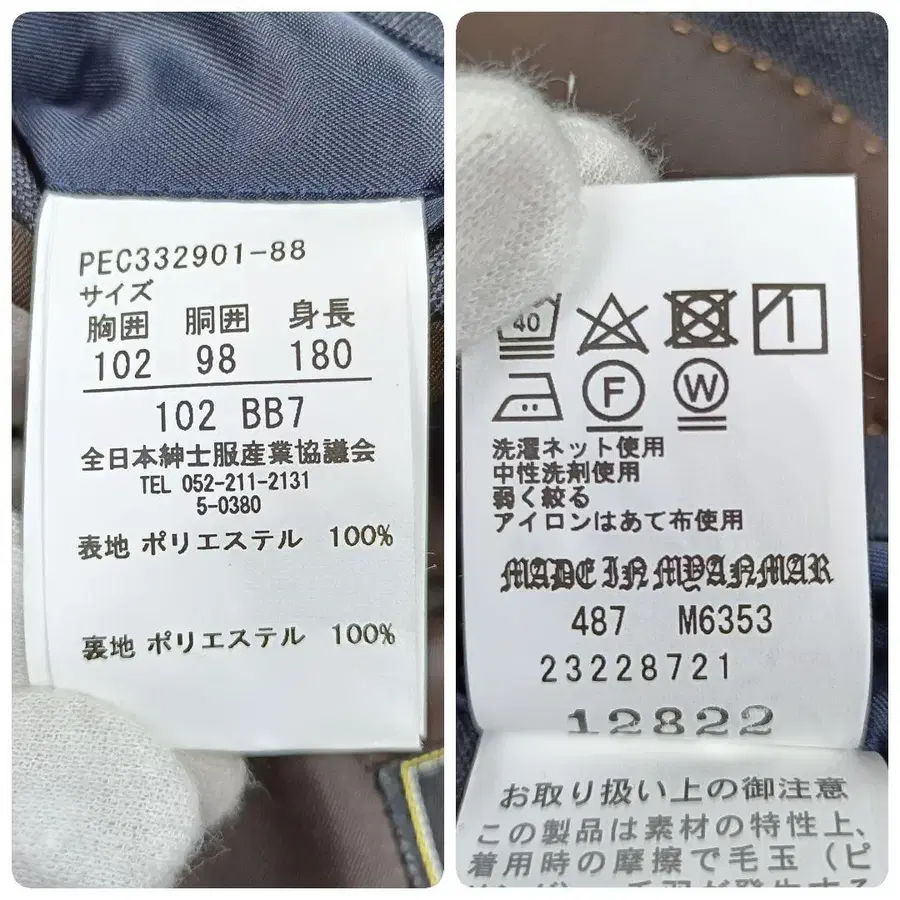 PEC332901-88
サイズ
胸囲 胴囲 身長
102 98 180
102 BB7
全日本紳士服産業協議会
TEL 052-211-2131
5-0380
表地 ポリエステル 100%
裏地 ポリエステル 100%
40
F W
洗濯ネット使用
中性洗剤使用
弱く絞る
アイロンはあて布使用
MADE IN MYANMAR
487 M6353
23228721
12822
お取り扱い上の御注意
この製品は素材の特性上、
着用時の摩擦で毛玉（ピ